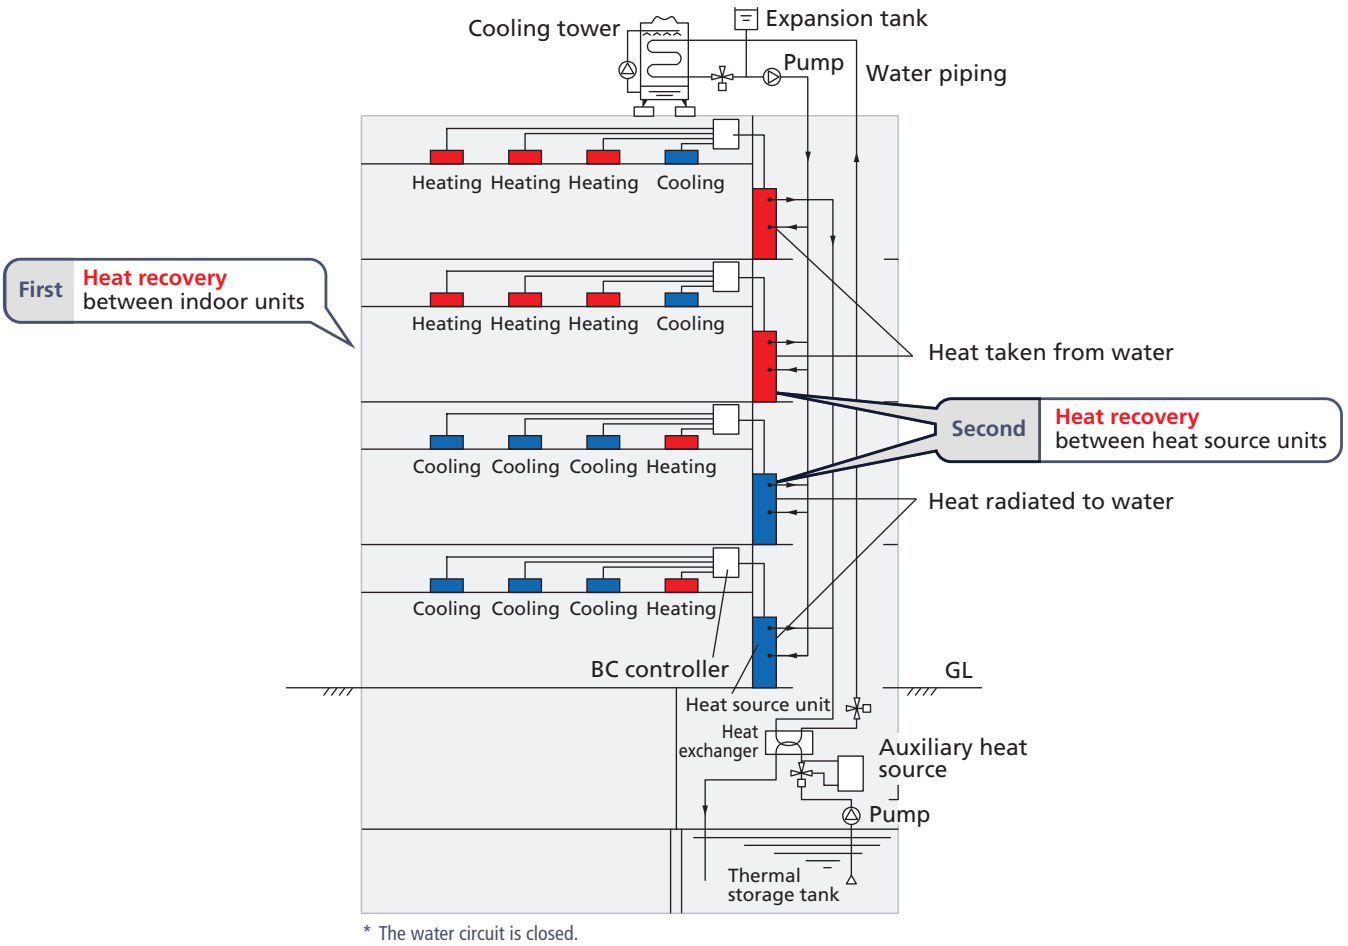 Expansion tank
Cooling tower
Pump
Water piping
Heating Heating Heating Cooling
First
Heat recovery
between indoor units
Heating Heating Heating Cooling
Heat taken from water
Second
Heat recovery
between heat source units
Cooling Cooling Cooling Heating
Heat radiated to water
Cooling Cooling Cooling Heating
BC controller
GL
Heat source unit
Heat
exchanger
Auxiliary heat
source
Pump
Thermal
storage tank
* The water circuit is closed.